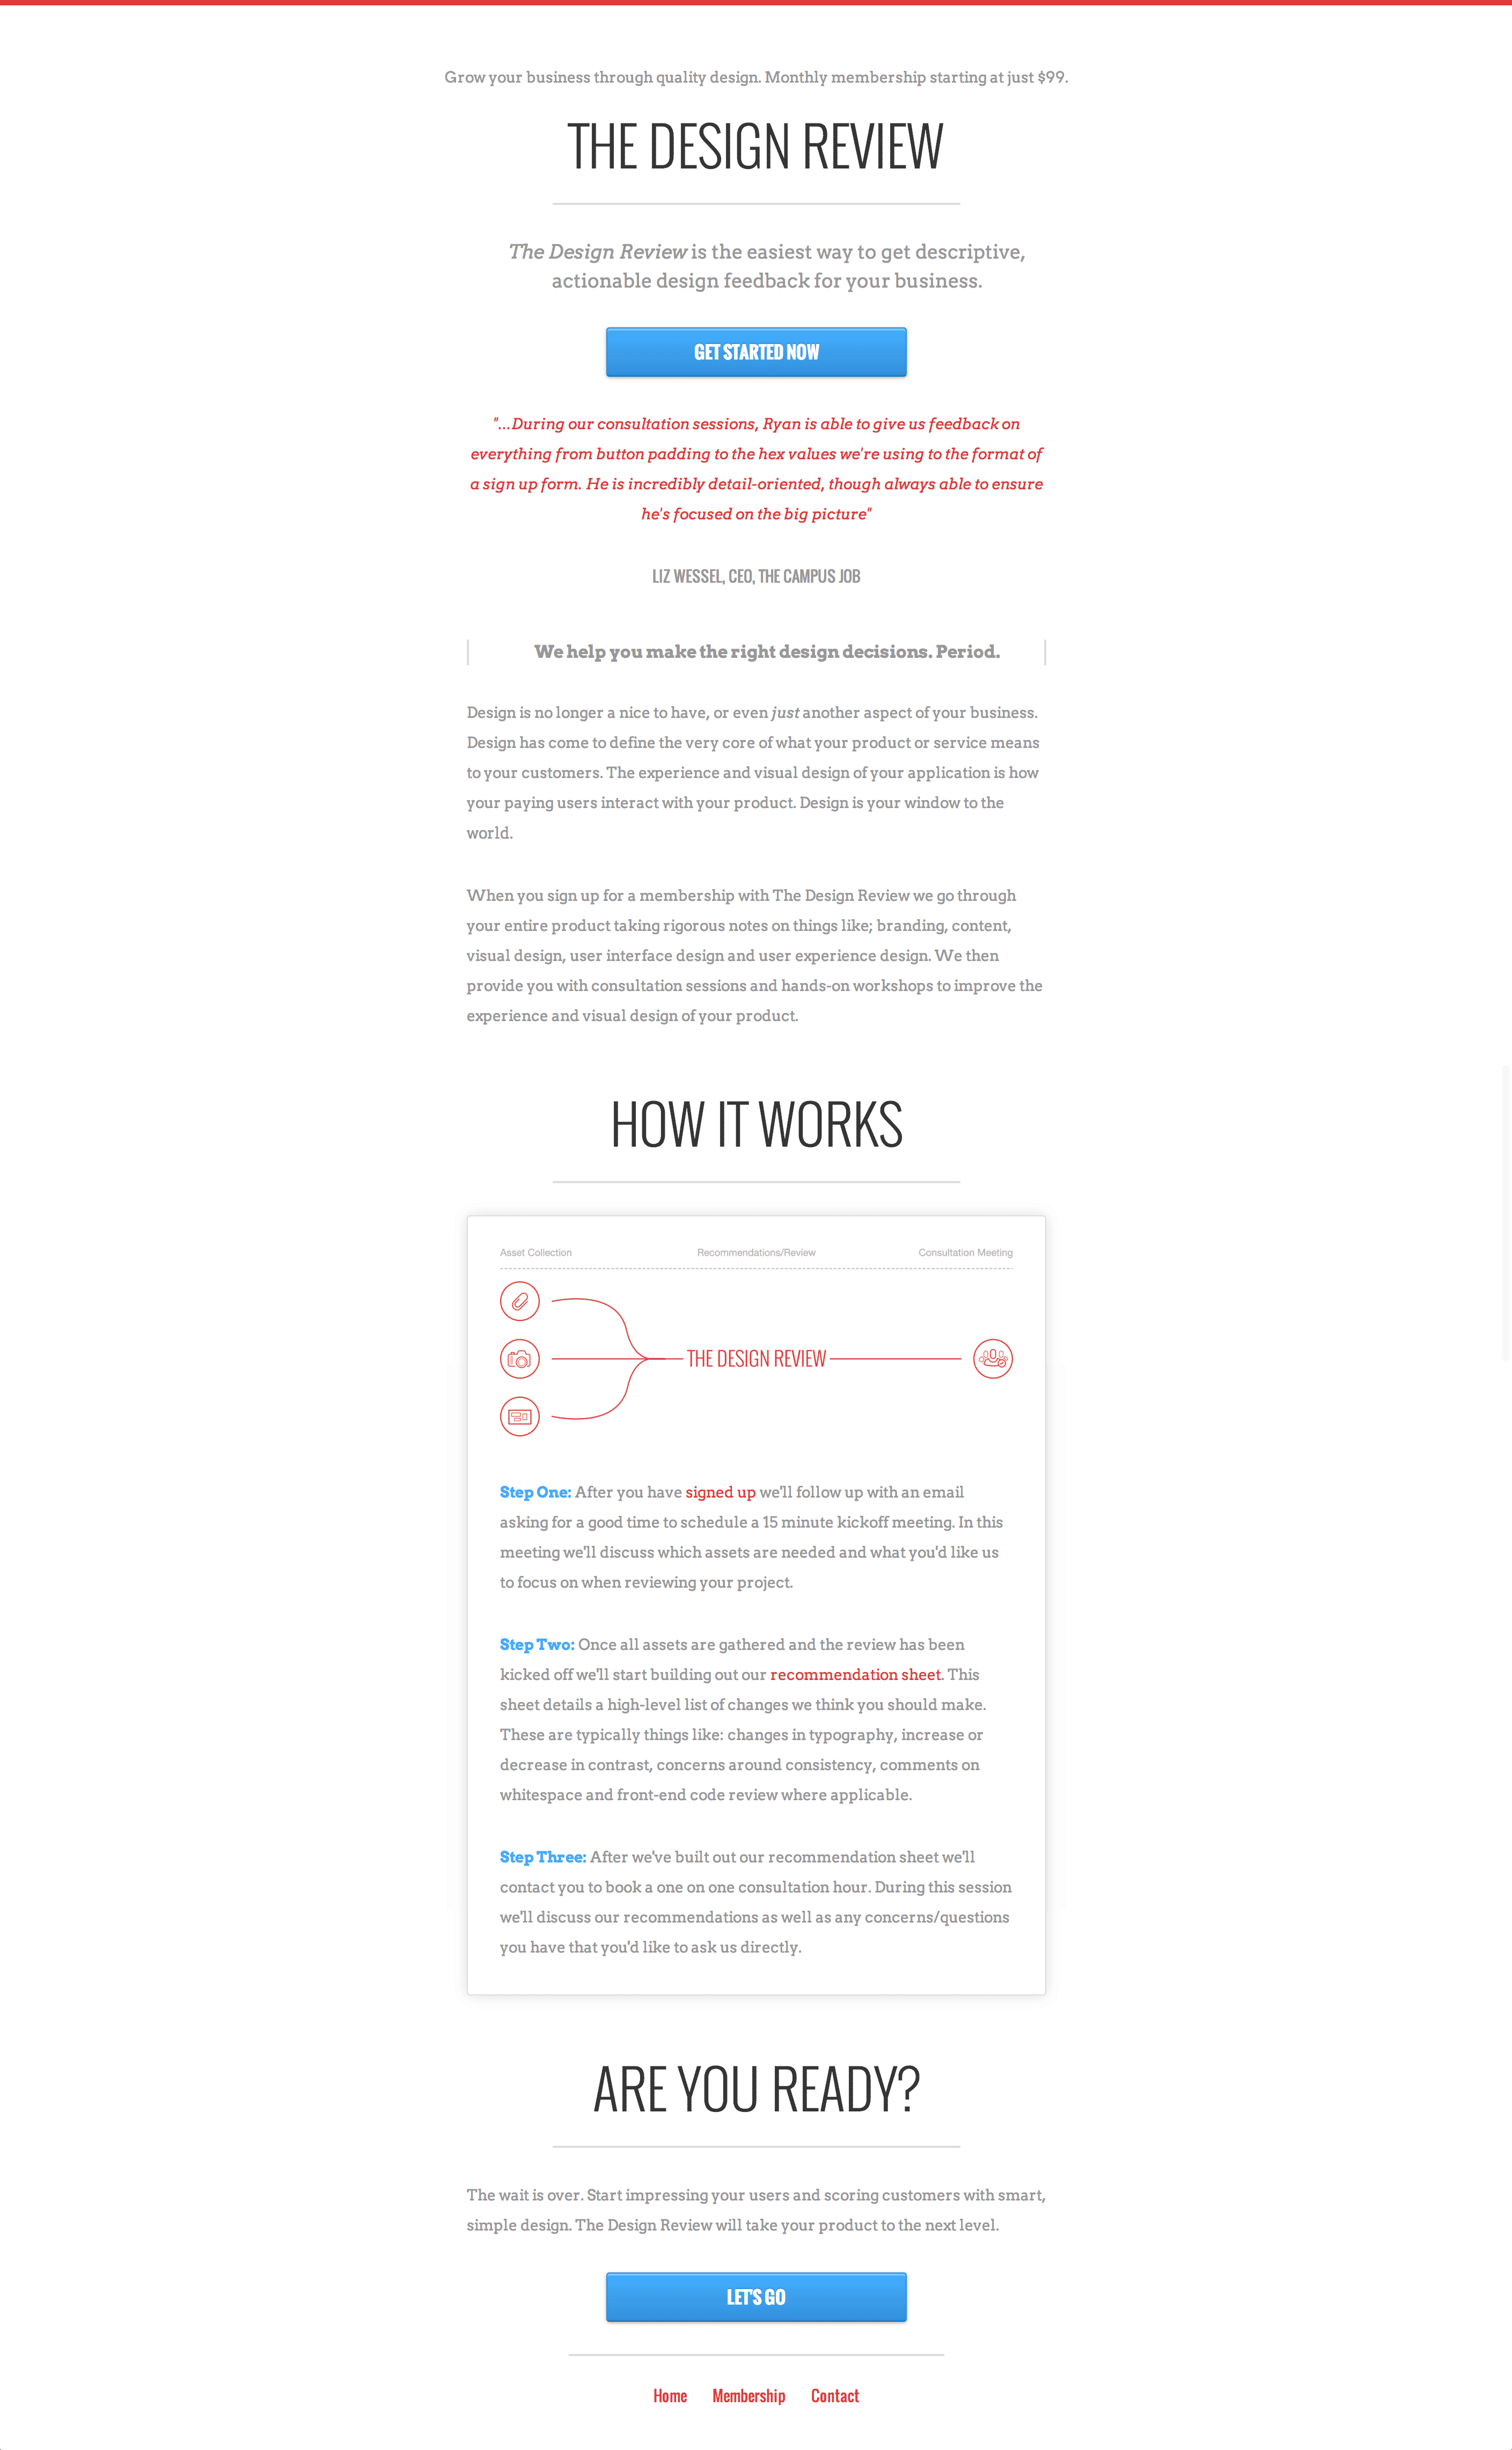 Grow your business through quality design. Monthly membership starting at just $99.
THE DESIGN REVIEW
The Design Review is the easiest way to get descriptive,
actionable design feedback for your business.
GET STARTED NOW
"...During our consultation sessions, Ryan is able to give us feedback on
everything from button padding to the hex values we're using to the format of
a sign up form. He is incredibly detail-oriented, though always able to ensure
he's focused on the big picture"
LIZ WESSEL, CEO, THE CAMPUS JOB
We help you make the right design decisions. Period.
Design is no longer a nice to have, or even just another aspect of your business.
Design has come to define the very core of what your product or service means
to your customers. The experience and visual design of your application is how
your paying users interact with your product. Design is your window to the
world.
When you sign up for a membership with The Design Review we go through
your entire product taking rigorous notes on things like; branding, content,
visual design, user interface design and user experience design. We then
provide you with consultation sessions and hands-on workshops to improve the
experience and visual design of your product.
HOW IT WORKS
Asset Collection Recommendations/Review Consultation Meeting
THE DESIGN REVIEW
Step One: After you have signed up we'll follow up with an email
asking for a good time to schedule a 15 minute kickoff meeting. In this
meeting we'll discuss which assets are needed and what you'd like us
to focus on when reviewing your project.
Step Two: Once all assets are gathered and the review has been
kicked off we'll start building out our recommendation sheet. This
sheet details a high-level list of changes we think you should make.
These are typically things like: changes in typography, increase or
decrease in contrast, concerns around consistency, comments on
whitespace and front-end code review where applicable.
Step Three: After we've built out our recommendation sheet we'll
contact you to book a one on one consultation hour. During this session
we'll discuss our recommendations as well as any concerns/questions
you have that you'd like to ask us directly.
ARE YOU READY?
The wait is over. Start impressing your users and scoring customers with smart,
simple design. The Design Review will take your product to the next level.
LET'S GO
Home Membership Contact